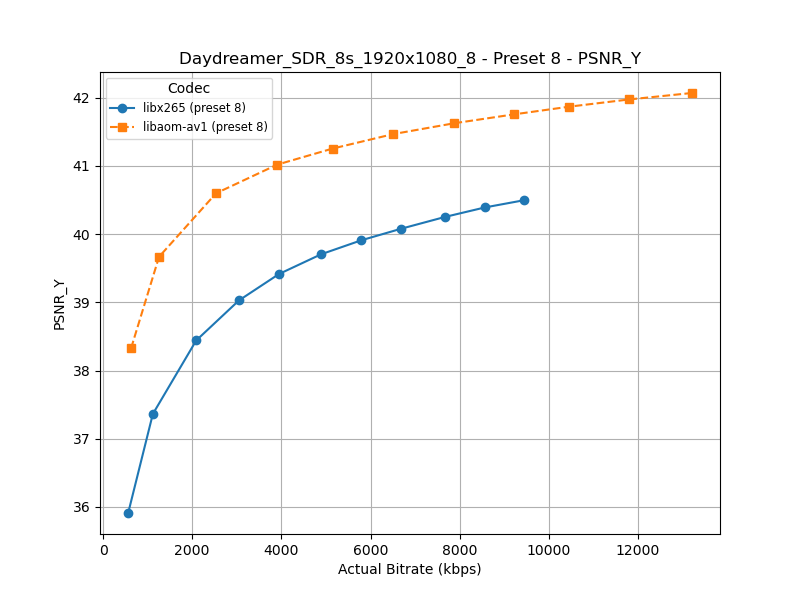 Daydreamer_SDR_8s_1920x1080_8 - Preset 8 - PSNR_Y
Codec
libx265 (preset 8)
libaom-av1 (preset 8)
42
41
40
39
38
37
36
PSNR_Y
0 2000 4000 6000 8000 10000 12000
Actual Bitrate (kbps)